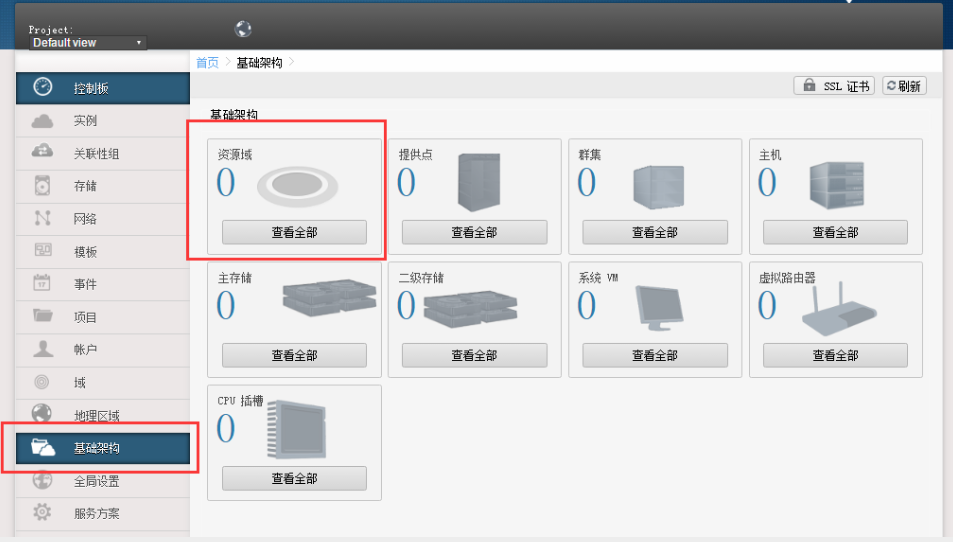 Project:
Default view
首页 基础架构
SSL 证书 刷新
控制板
实例
关联性组
存储
网络
模板
17
事件
项目
帐户
域
地理区域
基础架构
全局设置
服务方案
基础架构
资源域 提供点 群集 主机
0 0 0 0
查看全部 查看全部 查看全部 查看全部
主存储 二级存储 系统 VM 虚拟路由器
0 0 0 0
查看全部 查看全部 查看全部 查看全部
CPU 插槽
0
查看全部